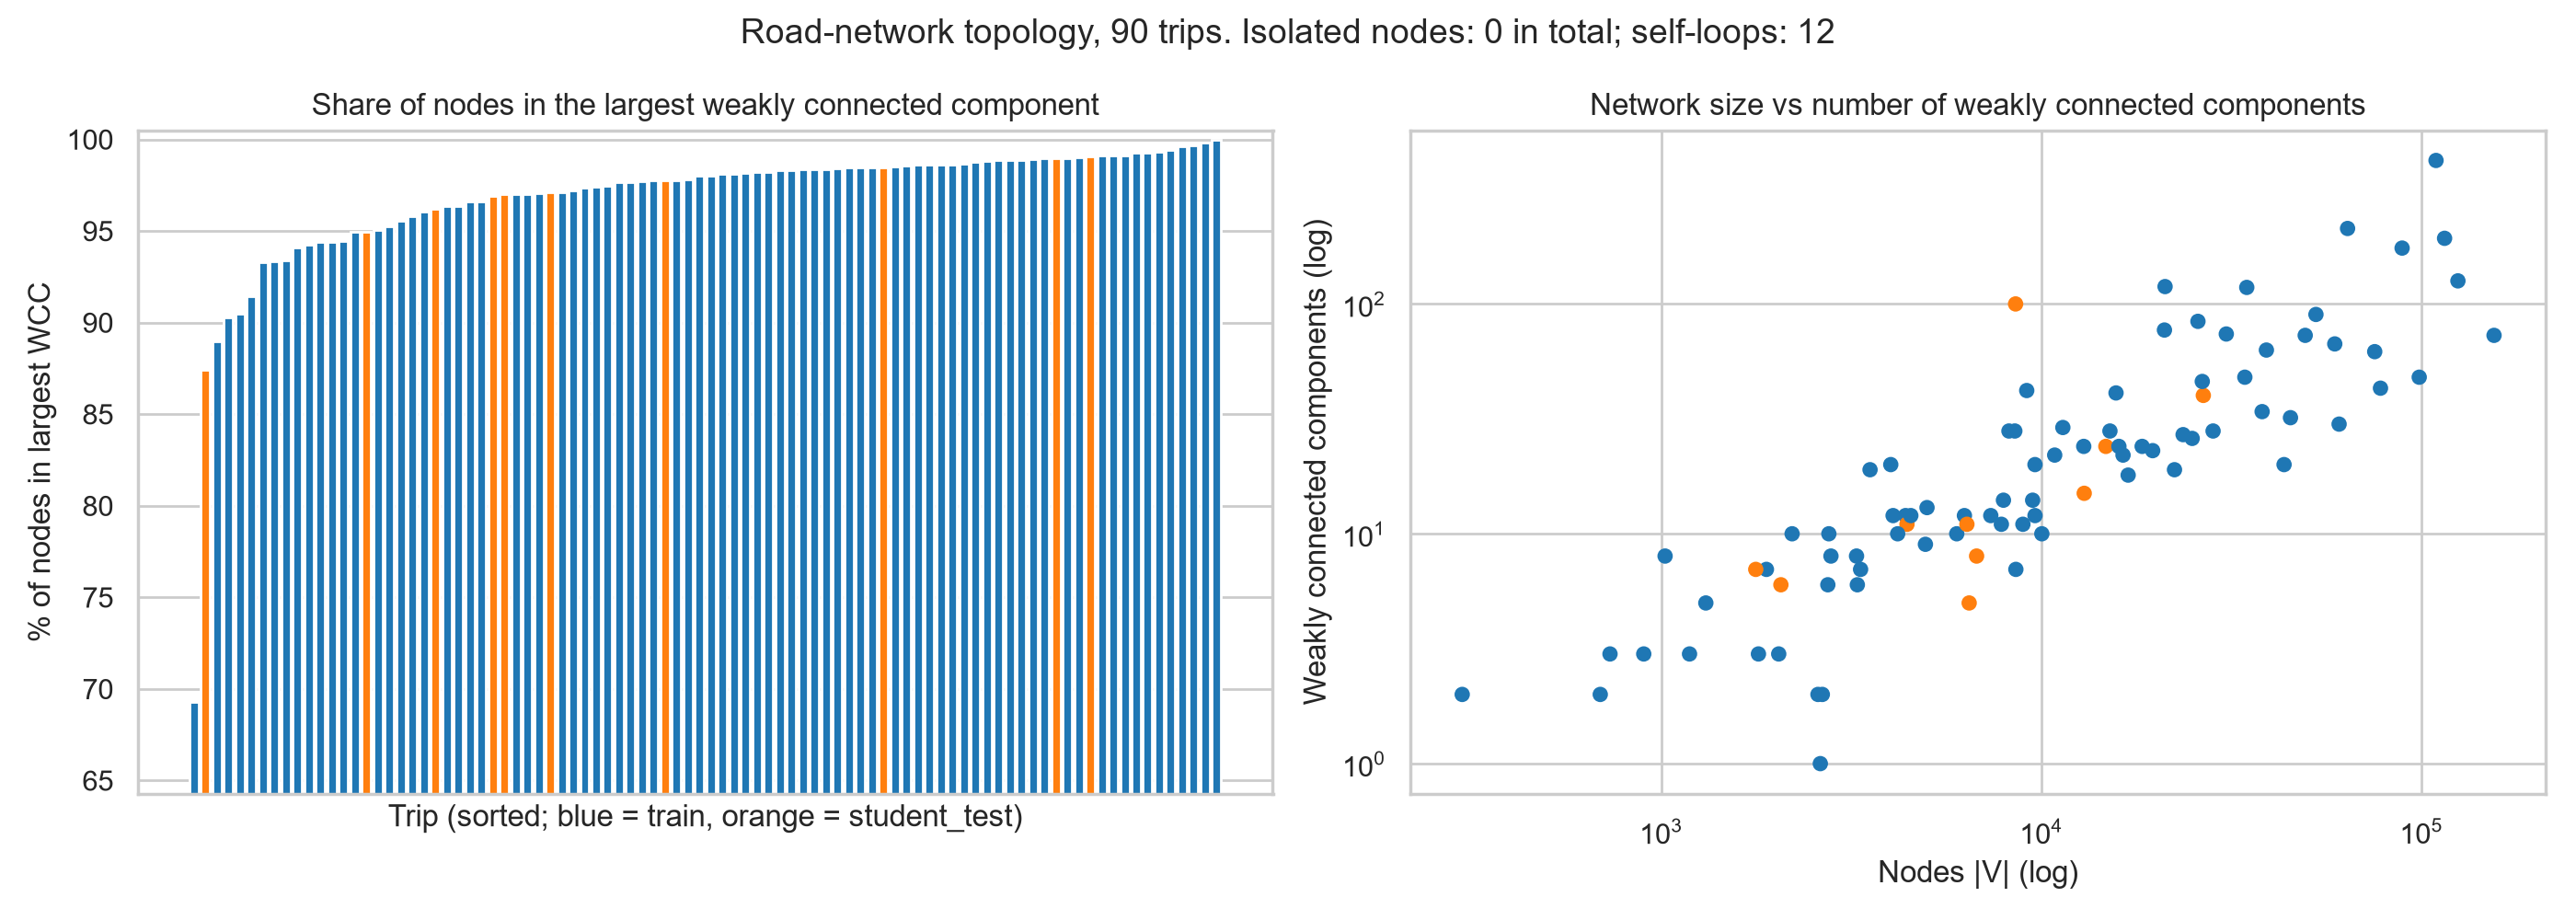 Road-network topology, 90 trips. Isolated nodes: 0 in total; self-loops: 12
Share of nodes in the largest weakly connected component
% of nodes in largest WCC
100
95
90
85
80
75
70
65
Trip (sorted; blue = train, orange = student_test)
Network size vs number of weakly connected components
Weakly connected components (log)
10²
10¹
10⁰
10³
10⁴
10⁵
Nodes |V| (log)